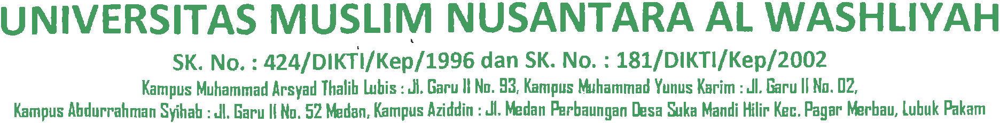 UNIVERSITAS MUSLIM NUSANTARA AL WASHLIYAH
SK. No. : 424/DIKTI/Kep/1996 dan SK. No. : 181/DIKTI/Kep/2002
Kampus Muhammad Arsyad Thalib Lubis : Jl. Garu II No. 93, Kampus Muhammad Yunus Karim : Jl. Garu II No. 02,
Kampus Abdurrahman Syihab : Jl. Garu II No. 52 Medan, Kampus Aziddin : Jl. Medan Perbaungan Desa Suka Mandi Hilir Kec. Pagar Merbau, Lubuk Pakam